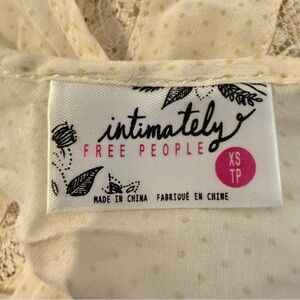 intimately
FREE PEOPLE
XS
TP
MADE IN CHINA FABRIQUÉ EN CHINE